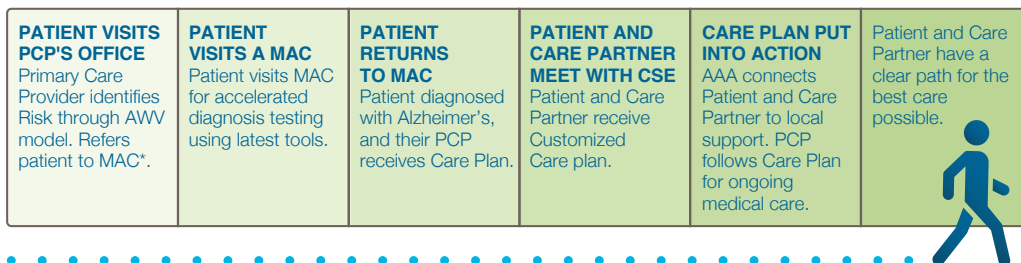 PATIENT VISITS
PCP'S OFFICE
Primary Care
Provider identifies
Risk through AWV
model. Refers
patient to MAC*.
PATIENT
VISITS A MAC
Patient visits MAC
for accelerated
diagnosis testing
using latest tools.
PATIENT
RETURNS
TO MAC
Patient diagnosed
with Alzheimer's,
and their PCP
receives Care Plan.
PATIENT AND
CARE PARTNER
MEET WITH CSE
Patient and Care
Partner receive
Customized
Care plan.
CARE PLAN PUT
INTO ACTION
AAA connects
Patient and Care
Partner to local
support. PCP
follows Care Plan
for ongoing
medical care.
Patient and Care
Partner have a
clear path for the
best care
possible.